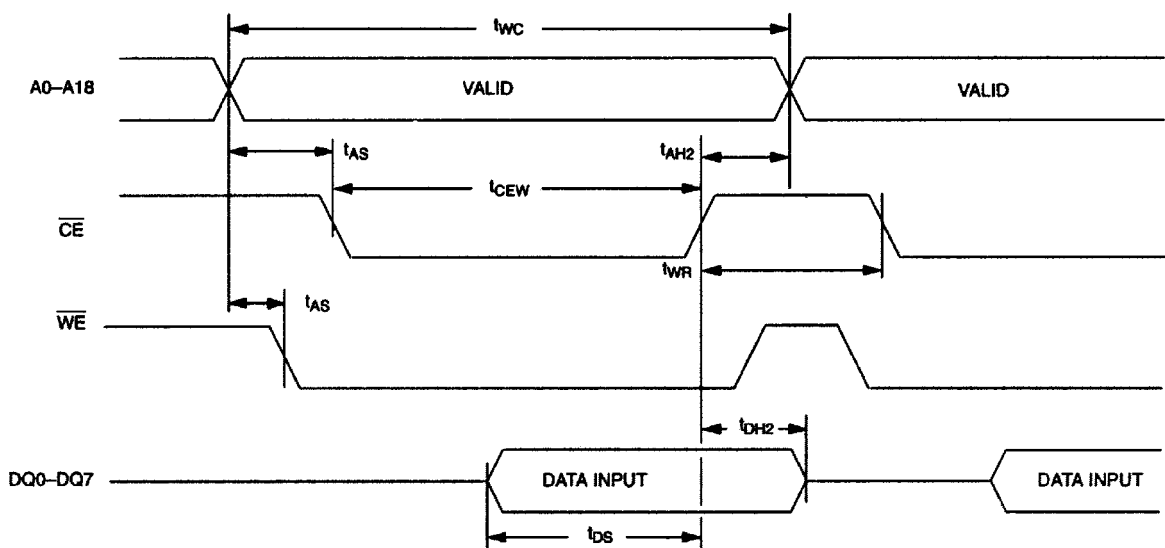 tWC
A0–A18
VALID
VALID
tAS
tAH2
tCEW
CE
tWR
tAS
WE
tDH2
DQ0–DQ7
DATA INPUT
DATA INPUT
tDS